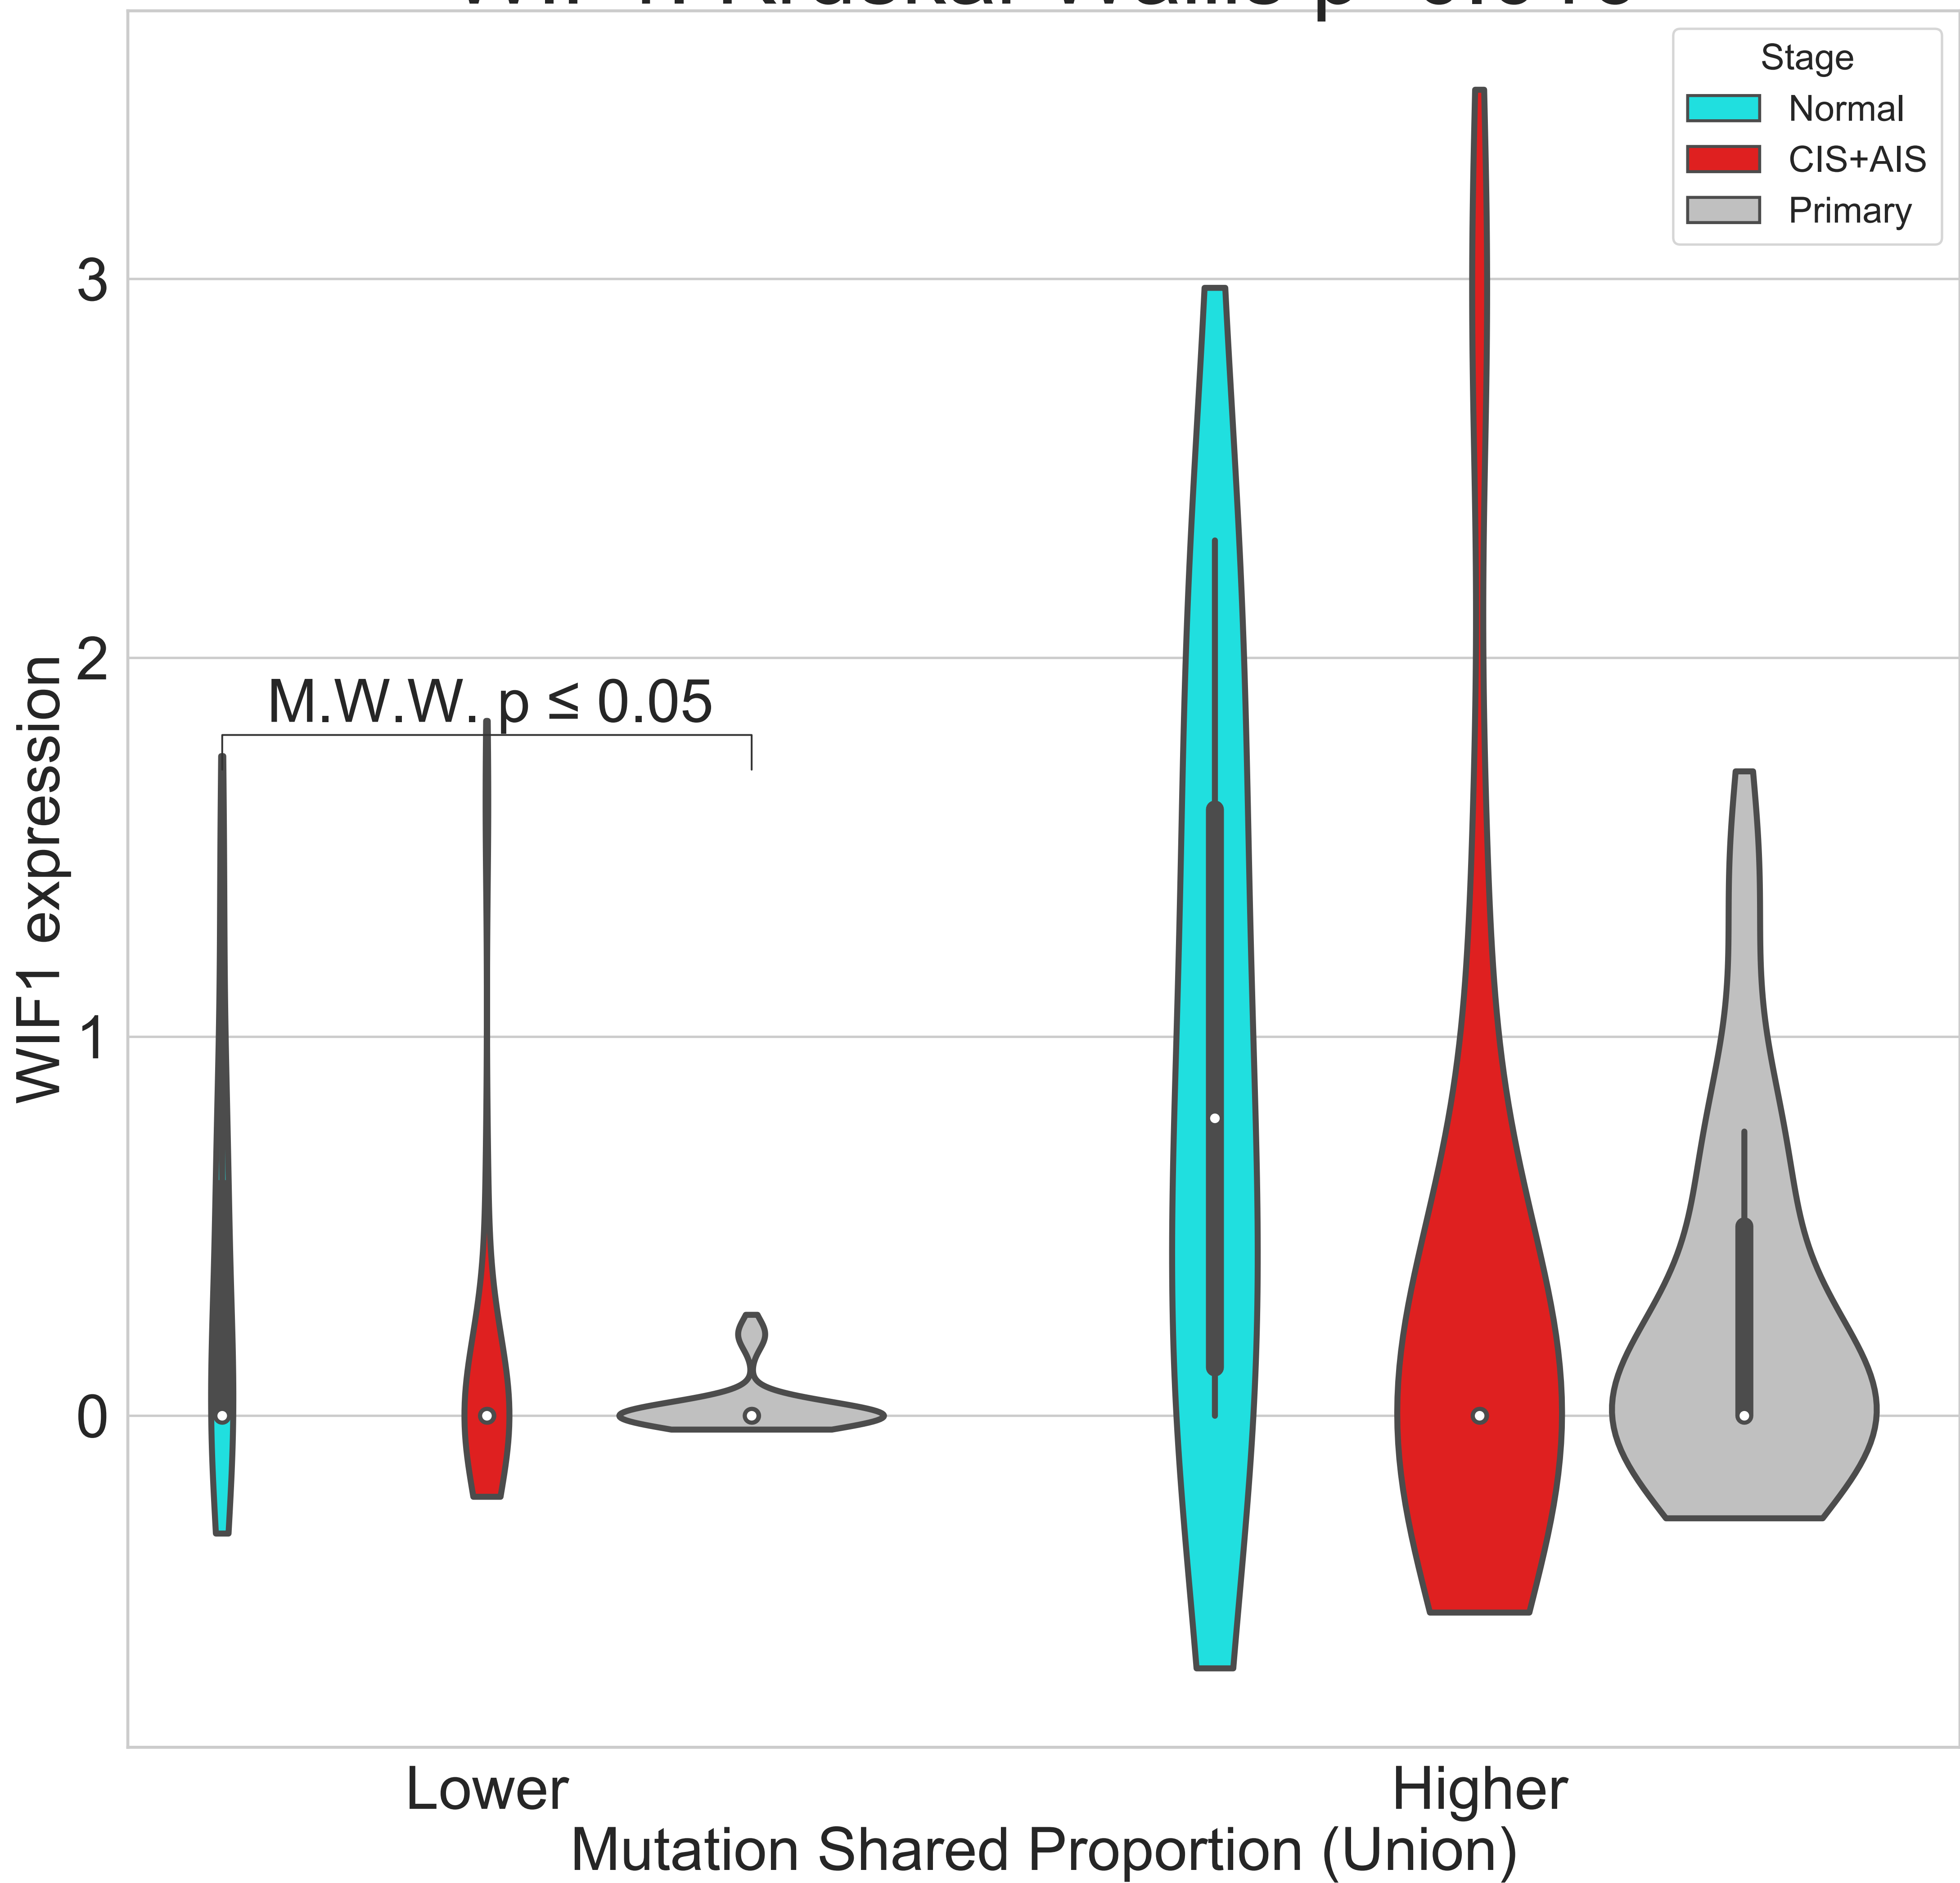 Stage
Normal
CIS+AIS
Primary
3
2
1
0
WIF1 expression
M.W.W. p ≤ 0.05
Lower
Higher
Mutation Shared Proportion (Union)